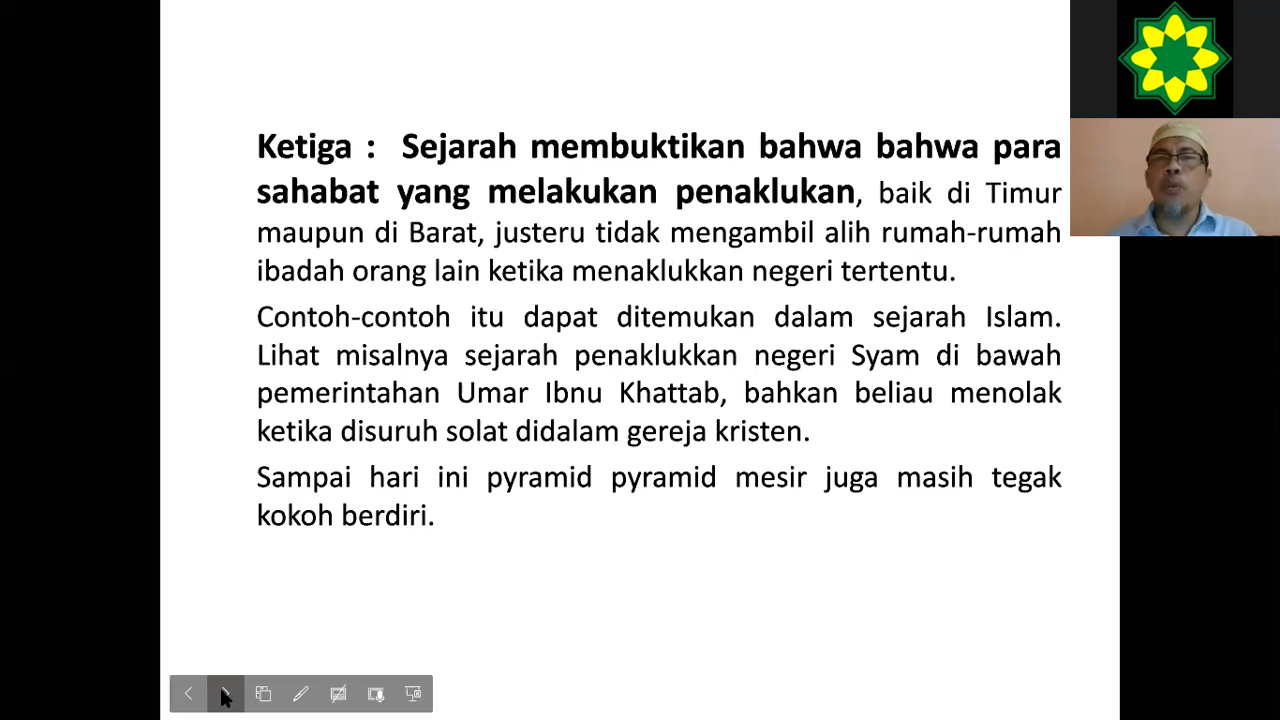 Ketiga : Sejarah membuktikan bahwa bahwa para
sahabat yang melakukan penaklukan, baik di Timur
maupun di Barat, justeru tidak mengambil alih rumah-rumah
ibadah orang lain ketika menaklukkan negeri tertentu.
Contoh-contoh itu dapat ditemukan dalam sejarah Islam.
Lihat misalnya sejarah penaklukkan negeri Syam di bawah
pemerintahan Umar Ibnu Khattab, bahkan beliau menolak
ketika disuruh solat didalam gereja kristen.
Sampai hari ini pyramid pyramid mesir juga masih tegak
kokoh berdiri.